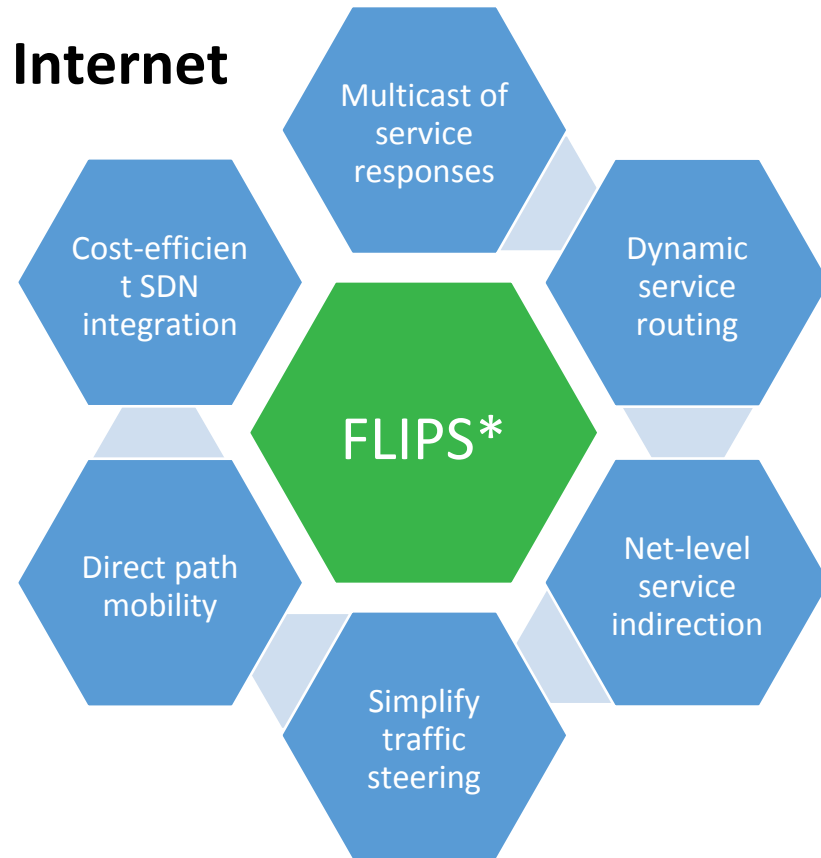 Internet
Multicast of
service
responses
Dynamic
service
routing
Net-level
service
indirection
Simplify
traffic
steering
Direct path
mobility
Cost-efficien
t SDN
integration
FLIPS*